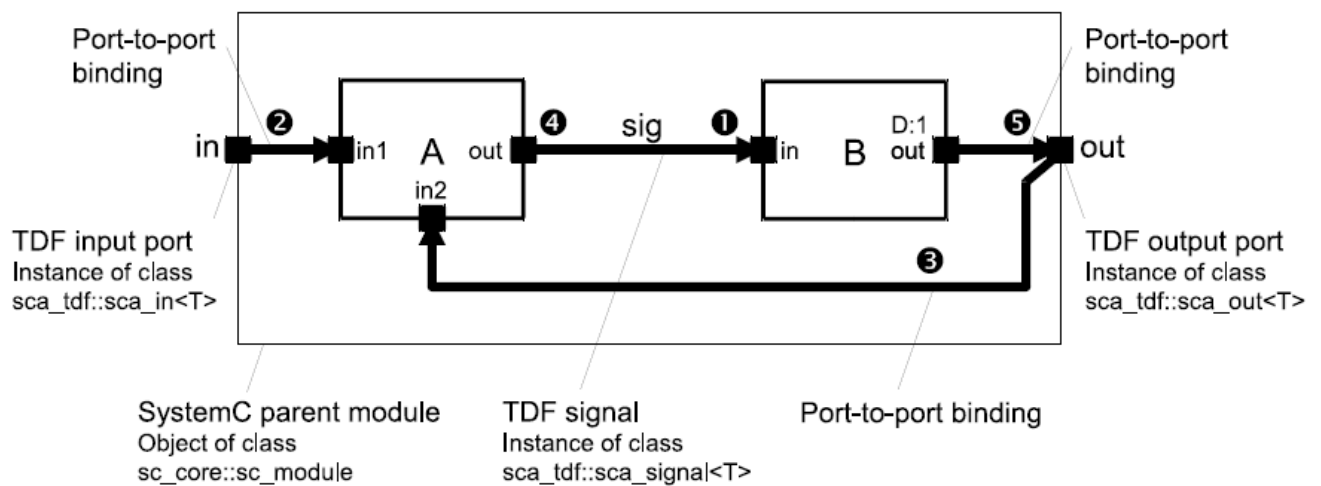 Port-to-port
binding
Port-to-port
binding
❷
❹
sig
❶
D:1
❺
in
in1
A
out
in
B
out
out
in2
TDF input port
Instance of class
sca_tdf::sca_in<T>
❸
TDF output port
Instance of class
sca_tdf::sca_out<T>
SystemC parent module
Object of class
sc_core::sc_module
TDF signal
Instance of class
sca_tdf::sca_signal<T>
Port-to-port binding